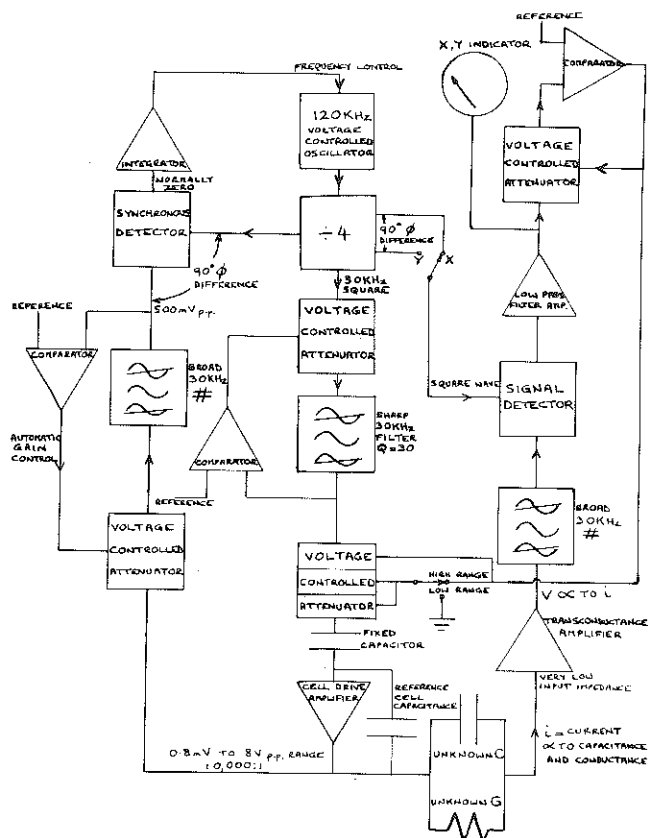 REFERENCE
X,Y INDICATOR
COMPARATOR
FREQUENCY CONTROL
120KHz
VOLTAGE
CONTROLLED
OSCILLATOR
INTEGRATOR
NORMALLY
ZERO
VOLTAGE
CONTROLLED
ATTENUATOR
SYNCHRONOUS
DETECTOR
÷4
90° Φ
DIFFERENCE
Y
X
90° Φ
DIFFERENCE
30KHz
SQUARE
LOW PASS
FILTER AMP.
REFERENCE
500mV P.P.
VOLTAGE
CONTROLLED
ATTENUATOR
COMPARATOR
BROAD
30KHz
#
SQUARE WAVE
SIGNAL
DETECTOR
SHARP
30KHz
FILTER
Q=30
AUTOMATIC
GAIN
CONTROL
COMPARATOR
REFERENCE
BROAD
30KHz
#
VOLTAGE
CONTROLLED
ATTENUATOR
VOLTAGE
CONTROLLED
ATTENUATOR
HIGH RANGE
LOW RANGE
V ∝ TO i
FIXED
CAPACITOR
TRANSCONDUCTANCE
AMPLIFIER
CELL DRIVE
AMPLIFIER
REFERENCE
CELL
CAPACITANCE
VERY LOW
INPUT IMPEDANCE
0.8mV TO 8V P.P. RANGE
10,000:1
UNKNOWN C
i = CURRENT
∝ TO CAPACITANCE
AND CONDUCTANCE
UNKNOWN G